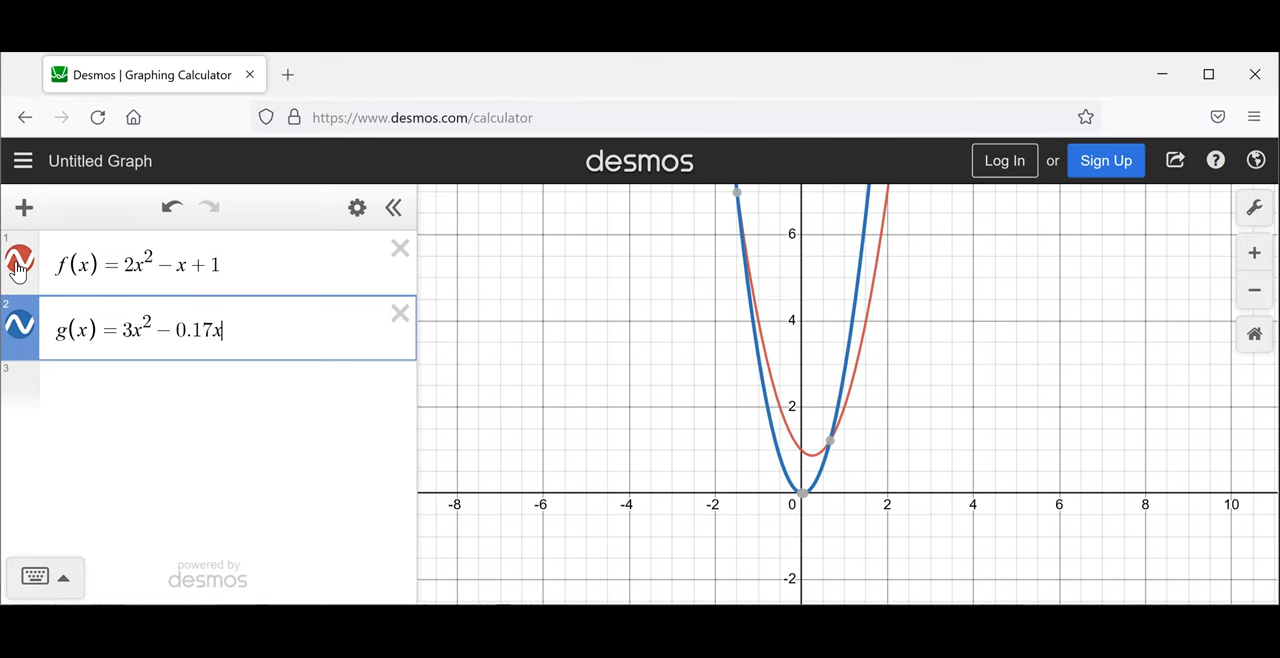 Desmos | Graphing Calculator
https://www.desmos.com/calculator
Untitled Graph
desmos
Log In or Sign Up
1
f(x) = 2x² − x + 1
2
g(x) = 3x² − 0.17x
3
powered by
desmos
6
4
2
-8 -6 -4 -2 0 2 4 6 8 10
-2